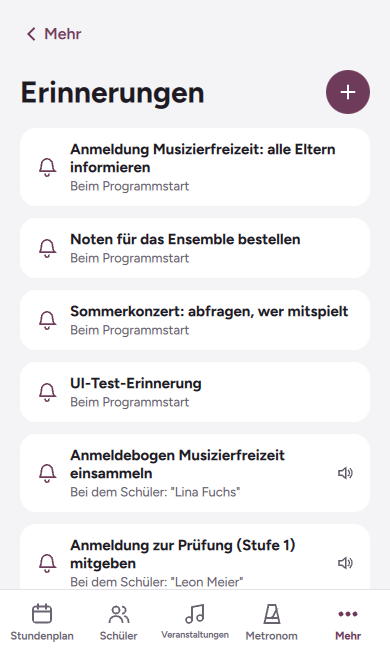 Mehr
Erinnerungen
Anmeldung Musizierfreizeit: alle Eltern
informieren
Beim Programmstart
Noten für das Ensemble bestellen
Beim Programmstart
Sommerkonzert: abfragen, wer mitspielt
Beim Programmstart
UI-Test-Erinnerung
Beim Programmstart
Anmeldebogen Musizierfreizeit
einsammeln
Bei dem Schüler: "Lina Fuchs"
Anmeldung zur Prüfung (Stufe 1)
mitgeben
Bei dem Schüler: "Leon Meier"
Stundenplan
Schüler
Veranstaltungen
Metronom
Mehr